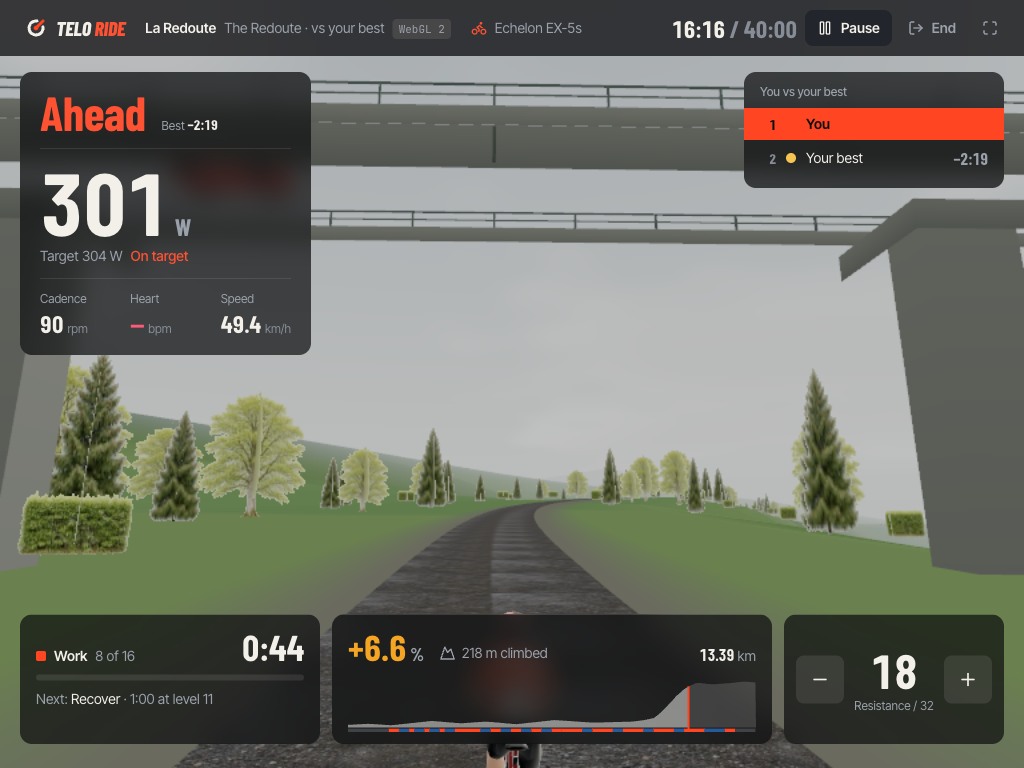 TELO RIDE La Redoute The Redoute · vs your best WebGL 2 Echelon EX-5s 16:16 / 40:00 Pause End
Ahead Best −2:19
301 W
Target 304 W On target
Cadence Heart Speed
90 rpm – bpm 49.4 km/h
You vs your best
1 You
2 Your best −2:19
Work 8 of 16 0:44
Next: Recover · 1:00 at level 11
+6.6 % 218 m climbed 13.39 km
− 18 +
Resistance / 32